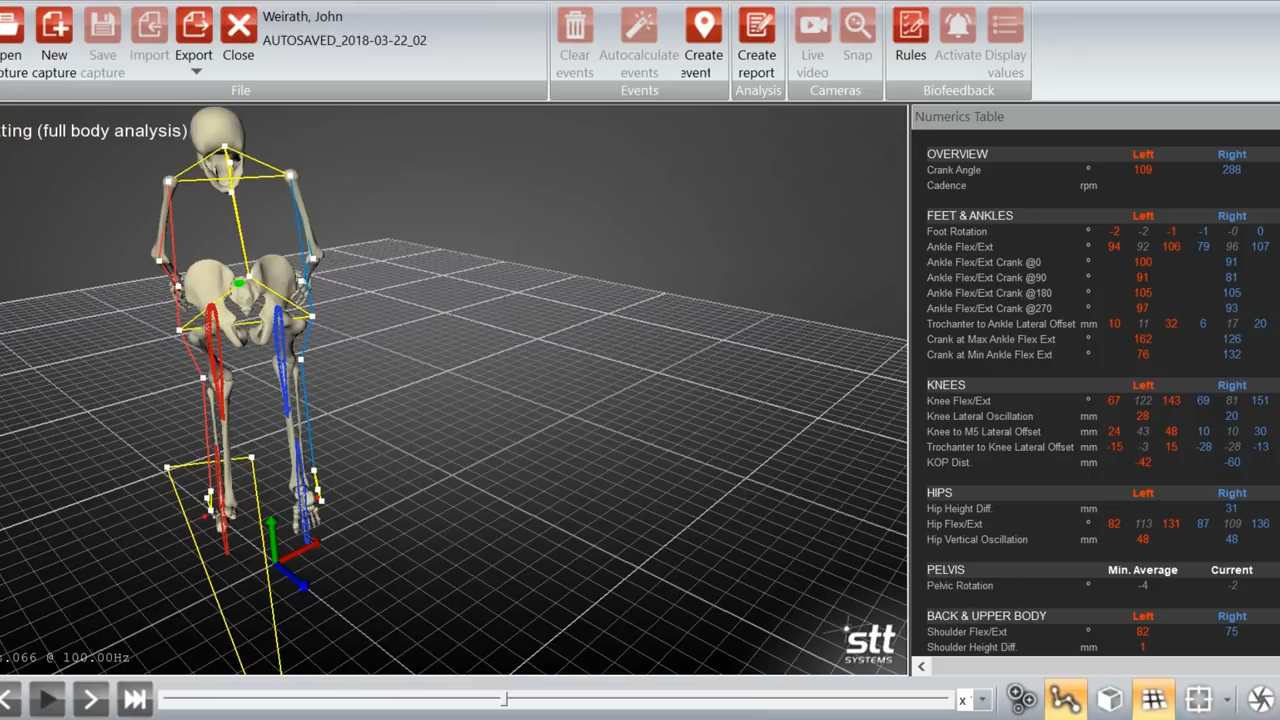 Weirath, John
AUTOSAVED_2018-03-22_02
pen New Save Import Export Close
pture capture capture
File
Clear Autocalculate Create
events events event
Events
Create
report
Analysis
Live Snap
video
Cameras
Rules Activate Display
values
Biofeedback
tting (full body analysis)
Numerics Table
OVERVIEW Left Right
Crank Angle º 109 288
Cadence rpm
FEET & ANKLES Left Right
Foot Rotation º -2 -2 -1 -1 -0 0
Ankle Flex/Ext º 94 92 106 79 96 107
Ankle Flex/Ext Crank @0 º 100 91
Ankle Flex/Ext Crank @90 º 91 81
Ankle Flex/Ext Crank @180 º 105 105
Ankle Flex/Ext Crank @270 º 97 93
Trochanter to Ankle Lateral Offset mm 10 11 32 6 17 20
Crank at Max Ankle Flex Ext º 162 126
Crank at Min Ankle Flex Ext º 76 132
KNEES Left Right
Knee Flex/Ext º 67 122 143 69 81 151
Knee Lateral Oscillation mm 28 20
Knee to M5 Lateral Offset mm 24 43 48 10 10 30
Trochanter to Knee Lateral Offset mm -15 -3 15 -28 -28 -13
KOP Dist. mm -42 -60
HIPS Left Right
Hip Height Diff. mm 31
Hip Flex/Ext º 82 113 131 87 109 136
Hip Vertical Oscillation mm 48 48
PELVIS Min. Average Current
Pelvic Rotation º -4 -2
BACK & UPPER BODY Left Right
Shoulder Flex/Ext º 82 75
Shoulder Height Diff. mm 1
stt
SYSTEMS
s.066 @ 100.00Hz
x